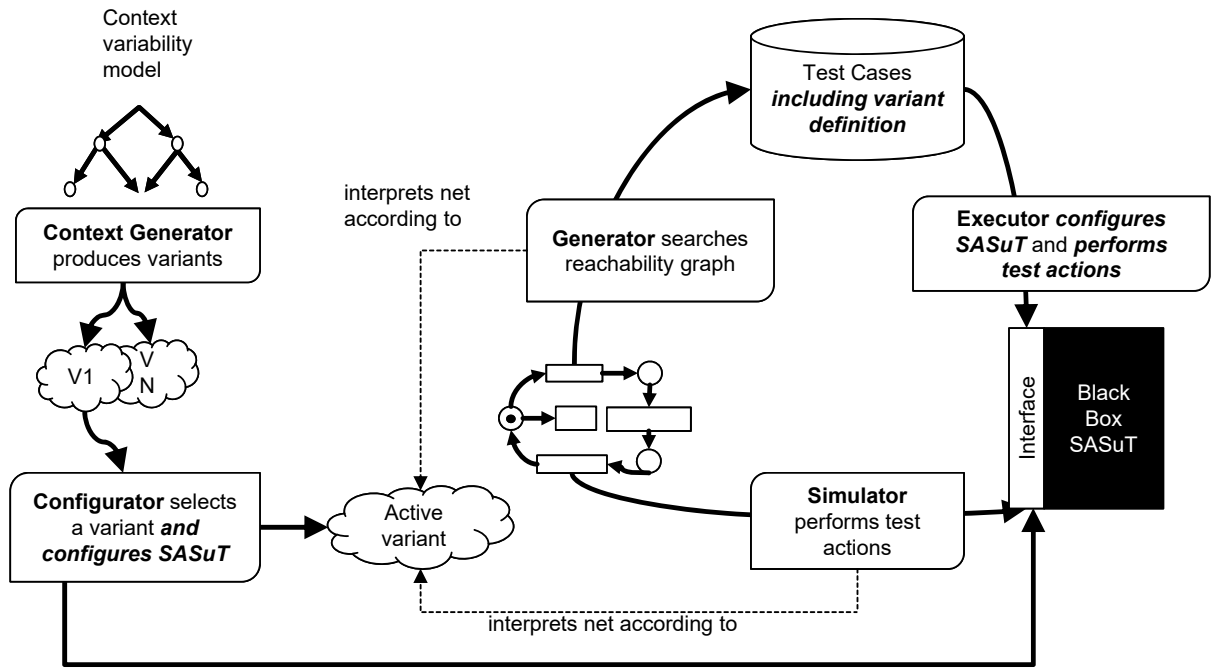 Context
variability
model
Context Generator
produces variants
V1
V
N
Configurator selects
a variant and
configures SASuT
interprets net
according to
Active
variant
Generator searches
reachability graph
Test Cases
including variant
definition
Executor configures
SASuT and performs
test actions
Interface
Black
Box
SASuT
Simulator
performs test
actions
interprets net according to